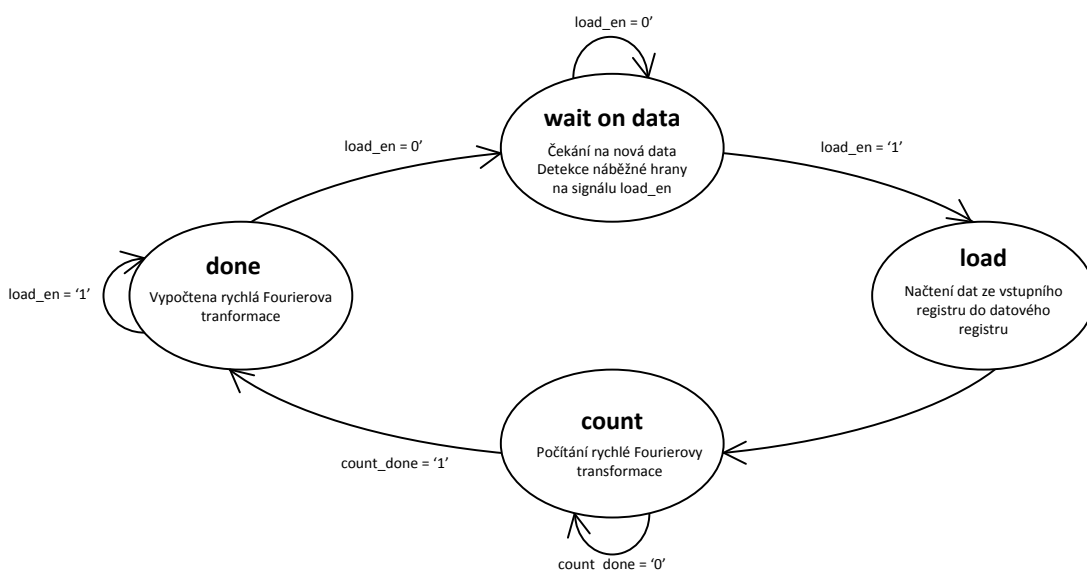 load_en = 0’
wait on data
Čekání na nová data
Detekce náběžné hrany
na signálu load_en
load_en = 0’
load_en = ‘1’
done
Vypočtena rychlá Fourierova
tranformace
load_en = ‘1’
load
Načtení dat ze vstupního
registru do datového
registru
count
Počítání rychlé Fourierovy
transformace
count_done = ‘1’
count_done = ‘0’